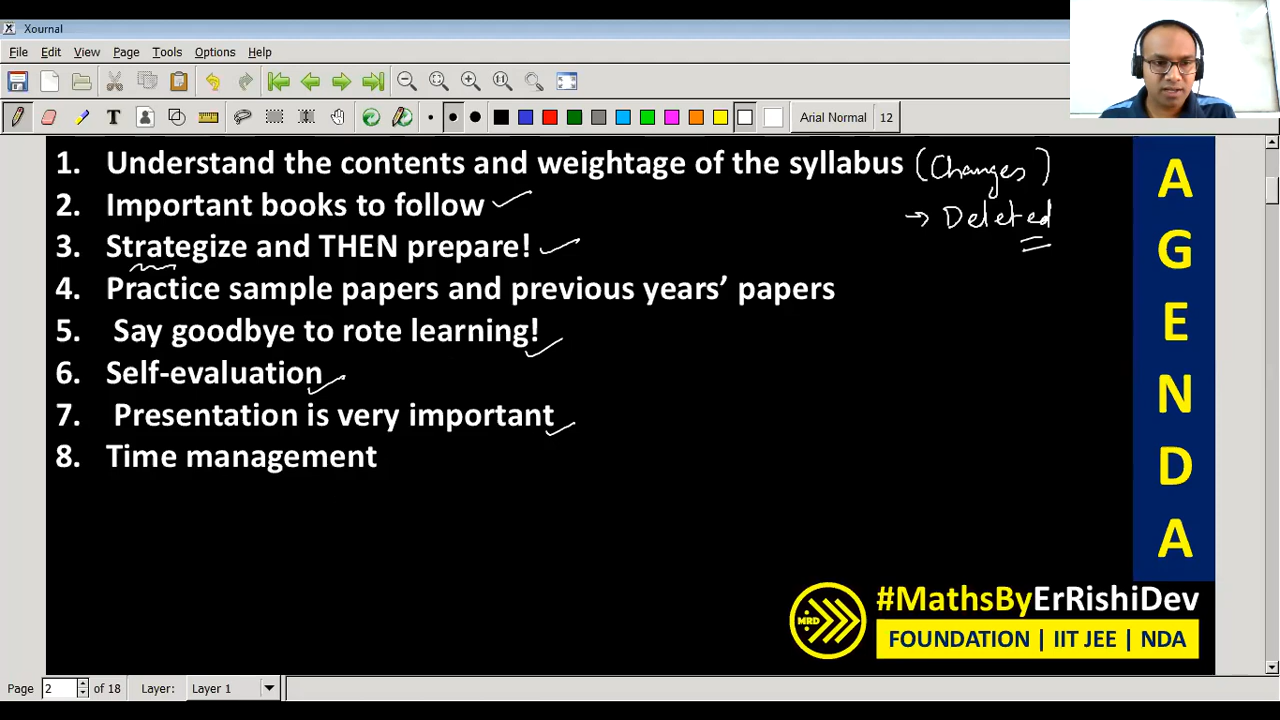 Xournal
File Edit View Page Tools Options Help
T Arial Normal 12
1. Understand the contents and weightage of the syllabus (Changes)
2. Important books to follow
→ Deleted
3. Strategize and THEN prepare!
4. Practice sample papers and previous years’ papers
5. Say goodbye to rote learning!
6. Self-evaluation
7. Presentation is very important
8. Time management
AGENDA
MRD
#MathsByErRishiDev
FOUNDATION | IIT JEE | NDA
Page 2 of 18 Layer: Layer 1